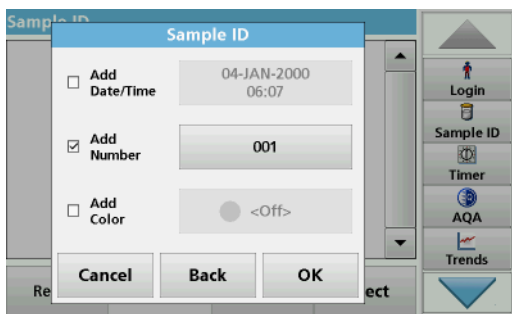 Sample ID
Sample ID
Add
Date/Time
04-JAN-2000
06:07
Add
Number
001
Add
Color
<Off>
Cancel
Back
OK
Re
ect
Login
Sample ID
Timer
AQA
Trends